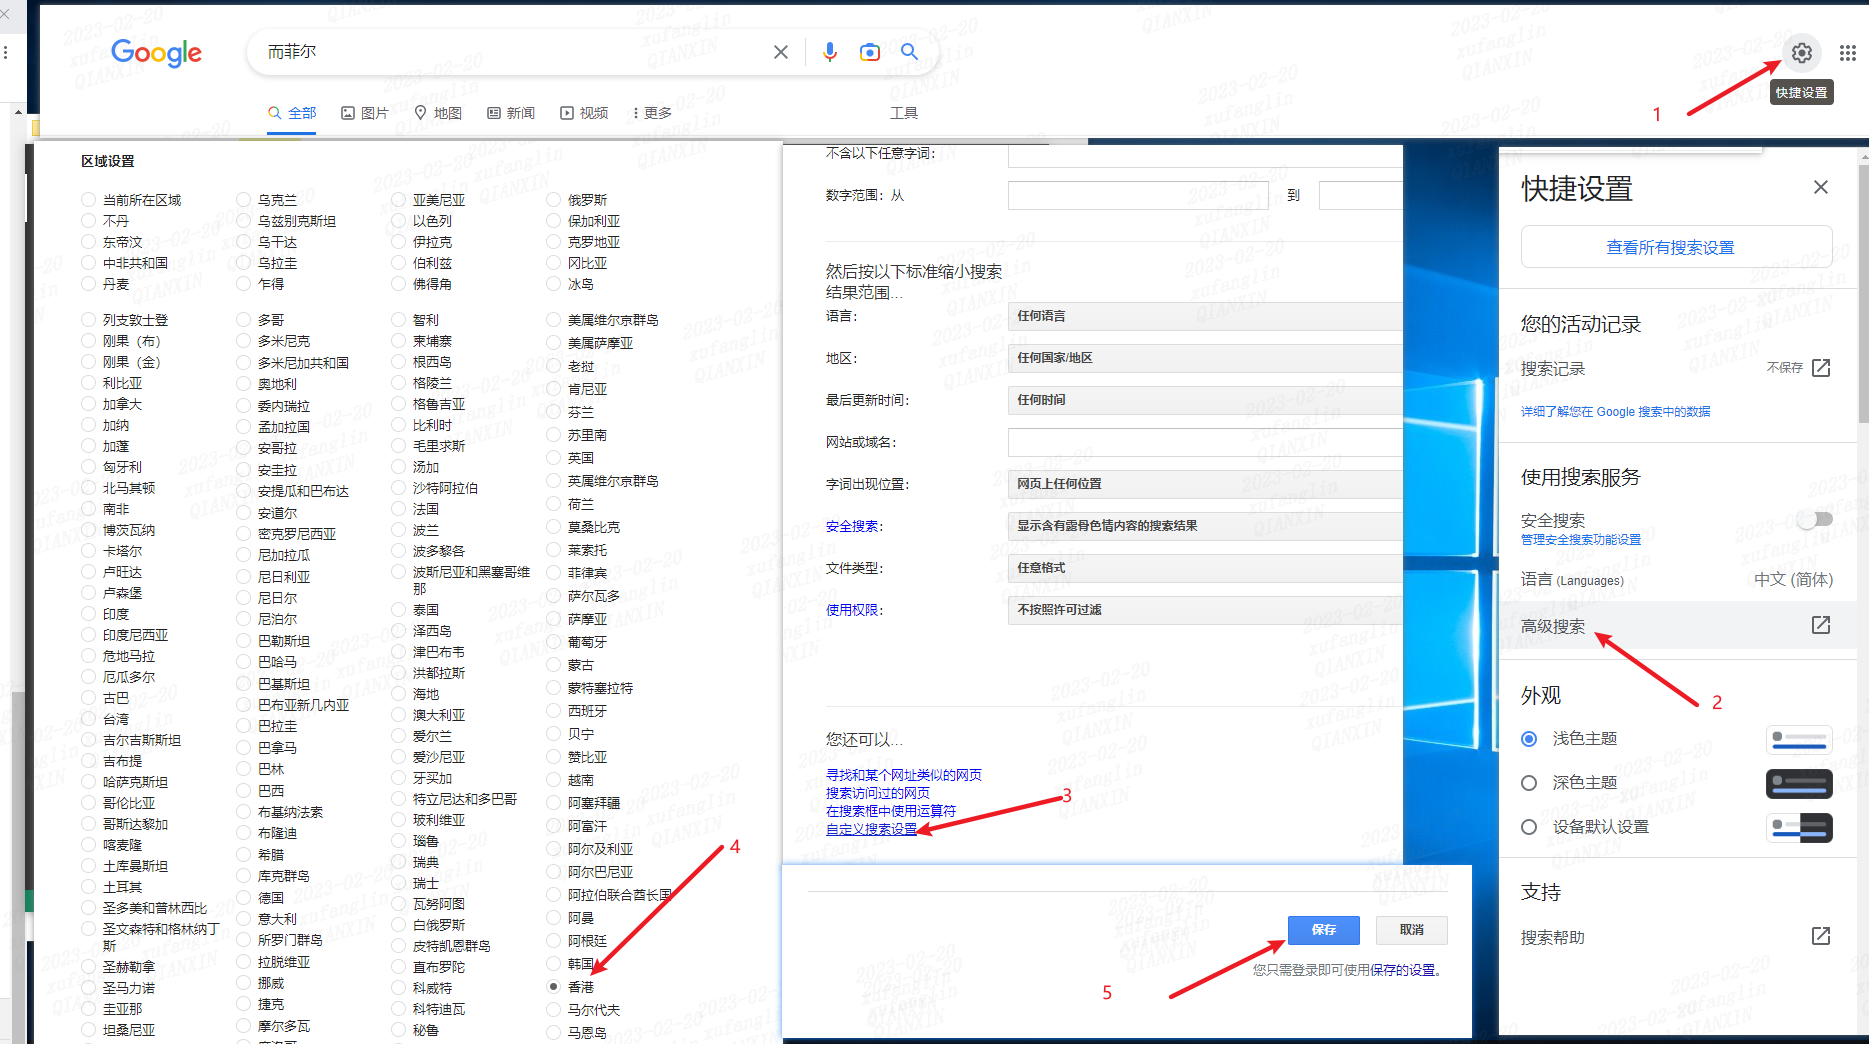 Google
而菲尔
全部
图片
地图
新闻
视频
更多
工具
快捷设置
1
区域设置
当前所在区域
不丹
东帝汶
中非共和国
丹麦
乌克兰
乌兹别克斯坦
乌干达
乌拉圭
乍得
亚美尼亚
以色列
伊拉克
伯利兹
佛得角
俄罗斯
保加利亚
克罗地亚
冈比亚
冰岛
列支敦士登
刚果（布）
刚果（金）
利比亚
加拿大
加纳
加蓬
匈牙利
北马其顿
南非
博茨瓦纳
卡塔尔
卢旺达
卢森堡
印度
印度尼西亚
危地马拉
厄瓜多尔
古巴
台湾
吉尔吉斯斯坦
吉布提
哈萨克斯坦
哥伦比亚
哥斯达黎加
喀麦隆
土库曼斯坦
土耳其
圣多美和普林西比
圣文森特和格林纳丁
斯
圣赫勒拿
圣马力诺
圭亚那
坦桑尼亚
多哥
多米尼克
多米尼加共和国
奥地利
委内瑞拉
孟加拉国
安哥拉
安圭拉
安提瓜和巴布达
安道尔
密克罗尼西亚
尼加拉瓜
尼日利亚
尼日尔
尼泊尔
巴勒斯坦
巴哈马
巴基斯坦
巴布亚新几内亚
巴拉圭
巴拿马
巴林
巴西
布基纳法索
布隆迪
希腊
库克群岛
德国
意大利
所罗门群岛
拉脱维亚
挪威
捷克
摩尔多瓦
智利
柬埔寨
根西岛
格陵兰
格鲁吉亚
比利时
毛里求斯
汤加
沙特阿拉伯
法国
波兰
波多黎各
波斯尼亚和黑塞哥维
那
泰国
泽西岛
津巴布韦
洪都拉斯
海地
澳大利亚
爱尔兰
爱沙尼亚
牙买加
特立尼达和多巴哥
玻利维亚
瑙鲁
瑞典
瑞士
瓦努阿图
白俄罗斯
皮特凯恩群岛
直布罗陀
科威特
科特迪瓦
秘鲁
美属维尔京群岛
美属萨摩亚
老挝
肯尼亚
芬兰
苏里南
英国
英属维尔京群岛
荷兰
莫桑比克
莱索托
菲律宾
萨尔瓦多
萨摩亚
葡萄牙
蒙古
蒙特塞拉特
西班牙
贝宁
赞比亚
越南
阿塞拜疆
阿富汗
阿尔及利亚
阿尔巴尼亚
阿拉伯联合酋长国
阿曼
阿根廷
韩国
香港
马尔代夫
马恩岛
4
不含以下任意字词：
数字范围：从
到
然后按以下标准缩小搜索
结果范围...
语言：
任何语言
地区：
任何国家/地区
最后更新时间：
任何时间
网站或域名：
字词出现位置：
网页上任何位置
安全搜索：
显示含有露骨色情内容的搜索结果
文件类型：
任意格式
使用权限：
不按照许可过滤
您还可以...
寻找和某个网址类似的网页
搜索访问过的网页
在搜索框中使用运算符
自定义搜索设置
3
保存
取消
您只需登录即可使用保存的设置。
5
快捷设置
查看所有搜索设置
您的活动记录
搜索记录
不保存
详细了解您在 Google 搜索中的数据
使用搜索服务
安全搜索
管理安全搜索功能设置
语言 (Languages)
中文 (简体)
高级搜索
2
外观
浅色主题
深色主题
设备默认设置
支持
搜索帮助
2023-02-20
xufanglin
QIANXIN